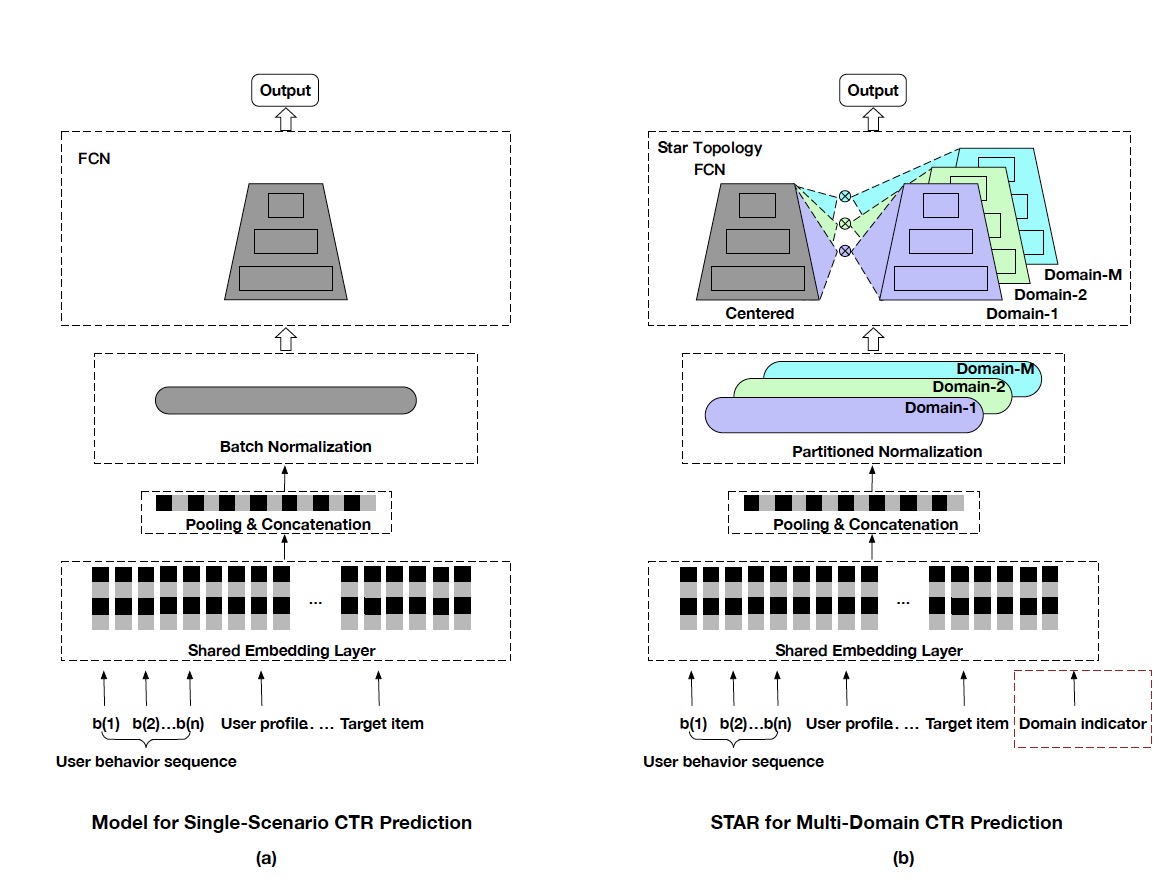 Output
FCN
Batch Normalization
Pooling & Concatenation
...
Shared Embedding Layer
b(1) b(2)...b(n) User profile... ... Target item
User behavior sequence
Model for Single-Scenario CTR Prediction
(a)
Output
Star Topology
FCN
Domain-M
Domain-2
Centered Domain-1
Domain-M
Domain-2
Domain-1
Partitioned Normalization
Pooling & Concatenation
...
Shared Embedding Layer
b(1) b(2)...b(n) User profile... ... Target item Domain indicator
User behavior sequence
STAR for Multi-Domain CTR Prediction
(b)